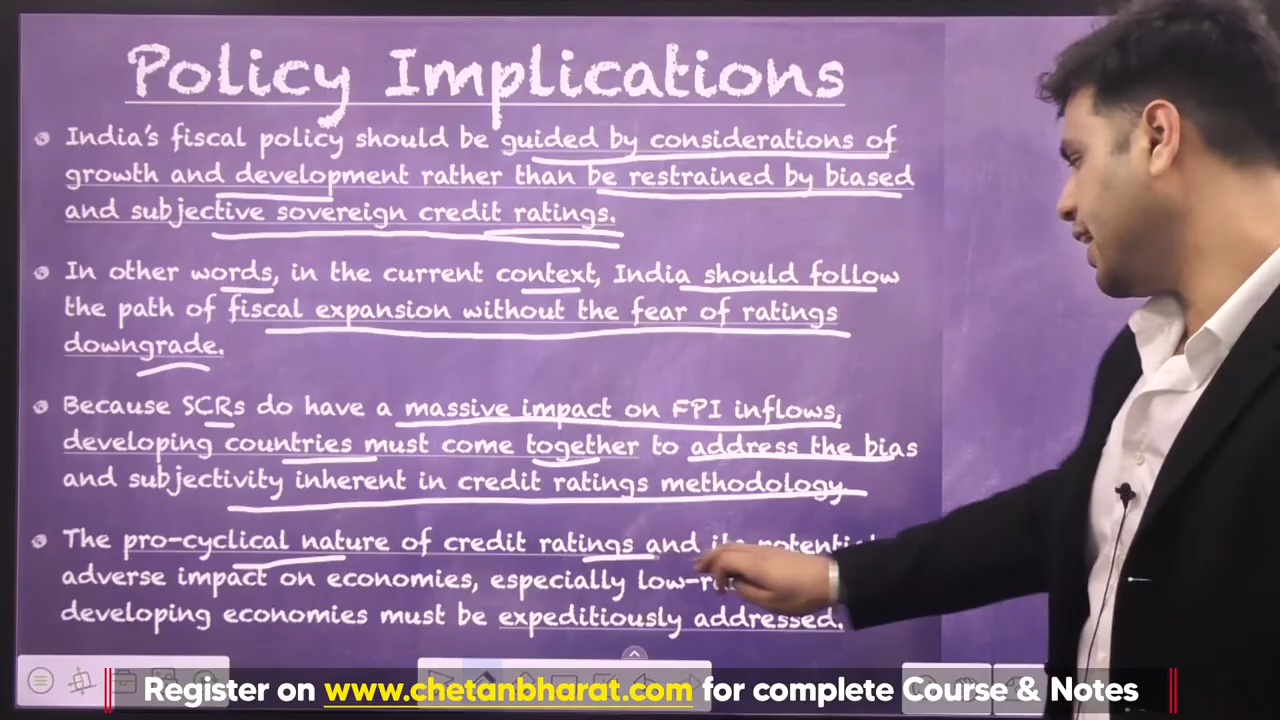 Policy Implications
India's fiscal policy should be guided by considerations of
growth and development rather than be restrained by biased
and subjective sovereign credit ratings.
In other words, in the current context, India should follow
the path of fiscal expansion without the fear of ratings
downgrade.
Because SCRs do have a massive impact on FPI inflows,
developing countries must come together to address the bias
and subjectivity inherent in credit ratings methodology.
The pro-cyclical nature of credit ratings and its potential
adverse impact on economies, especially
developing economies must be expeditiously addressed.
Register on www.chetanbharat.com for complete Course & Notes